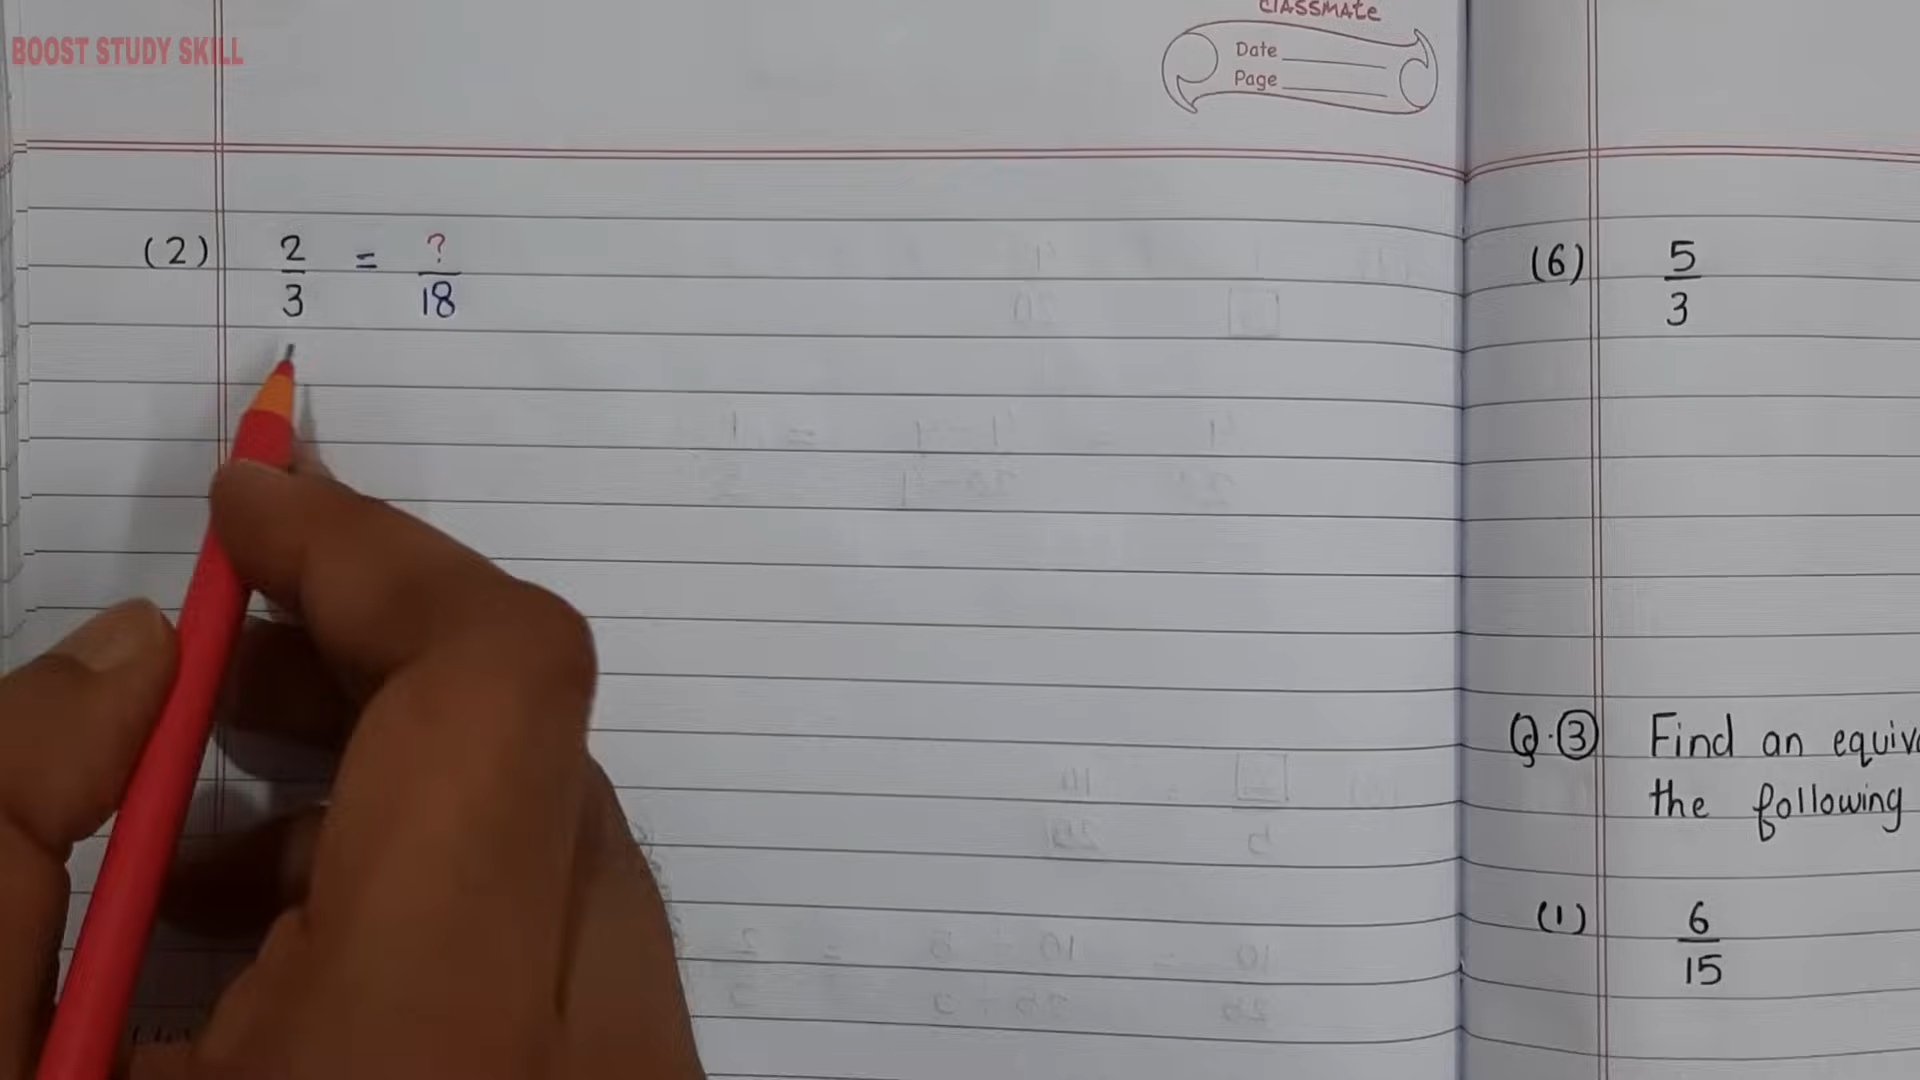 BOOST STUDY SKILL
classmate
Date
Page
(2) 2/3 = ?/18
(6) 5/3
Q.③ Find an
the following
(1) 6/15